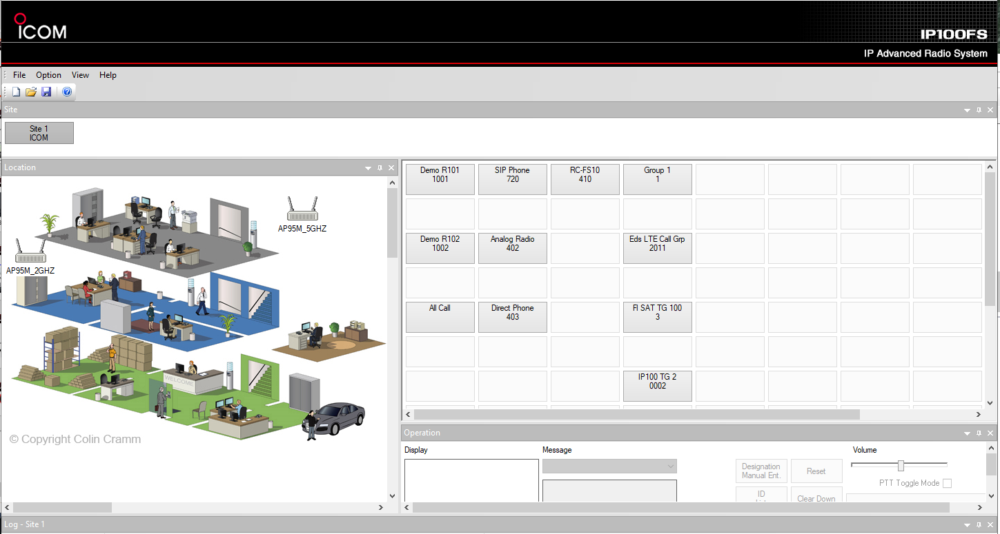 ICOM
IP100FS
IP Advanced Radio System
File Option View Help
Site
Site 1
ICOM
Location
AP95M_5GHZ
AP95M_2GHZ
WELCOME
© Copyright Colin Cramm
Demo R101
1001
SIP Phone
720
RC-FS10
410
Group 1
1
Demo R102
1002
Analog Radio
402
Eds LTE Call Grp
2011
All Call
Direct Phone
403
FI SAT TG 100
3
IP100 TG 2
0002
Operation
Display
Message
Designation
Manual Ent.
Reset
Volume
PTT Toggle Mode
ID
Clear Down
Log - Site 1